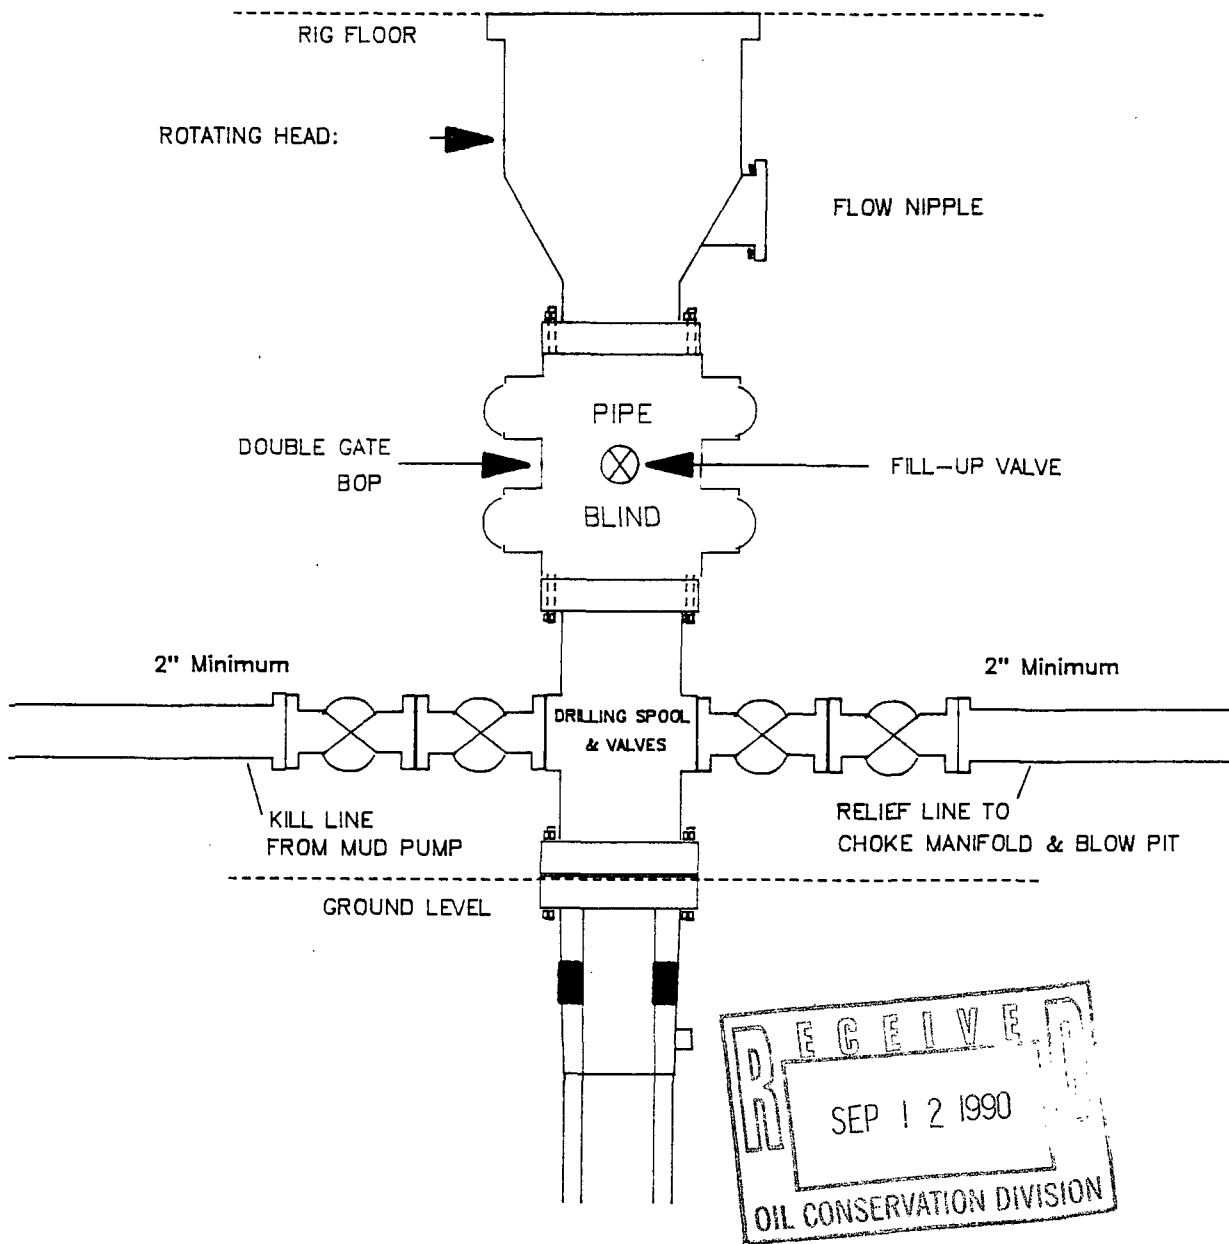 RIG FLOOR
ROTATING HEAD:
FLOW NIPPLE
PIPE
DOUBLE GATE
BOP
FILL-UP VALVE
BLIND
2" Minimum
2" Minimum
DRILLING SPOOL
& VALVES
KILL LINE
FROM MUD PUMP
RELIEF LINE TO
CHOKE MANIFOLD & BLOW PIT
GROUND LEVEL
RECEIVED
SEP 12 1990
OIL CONSERVATION DIVISION